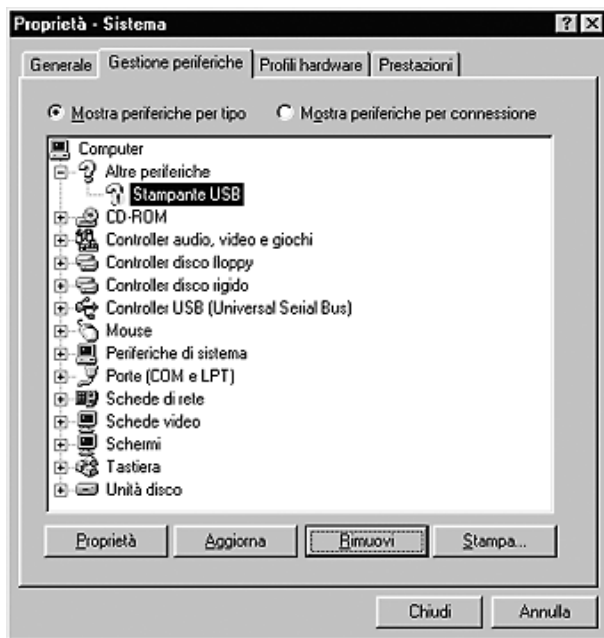 Proprietà - Sistema
Generale Gestione periferiche Profili hardware Prestazioni
Mostra periferiche per tipo Mostra periferiche per connessione
Computer
Altre periferiche
Stampante USB
CD-ROM
Controller audio, video e giochi
Controller disco floppy
Controller disco rigido
Controller USB (Universal Serial Bus)
Mouse
Periferiche di sistema
Porte (COM e LPT)
Schede di rete
Schede video
Schermi
Tastiera
Unità disco
Proprietà Aggiorna Rimuovi Stampa...
Chiudi Annulla